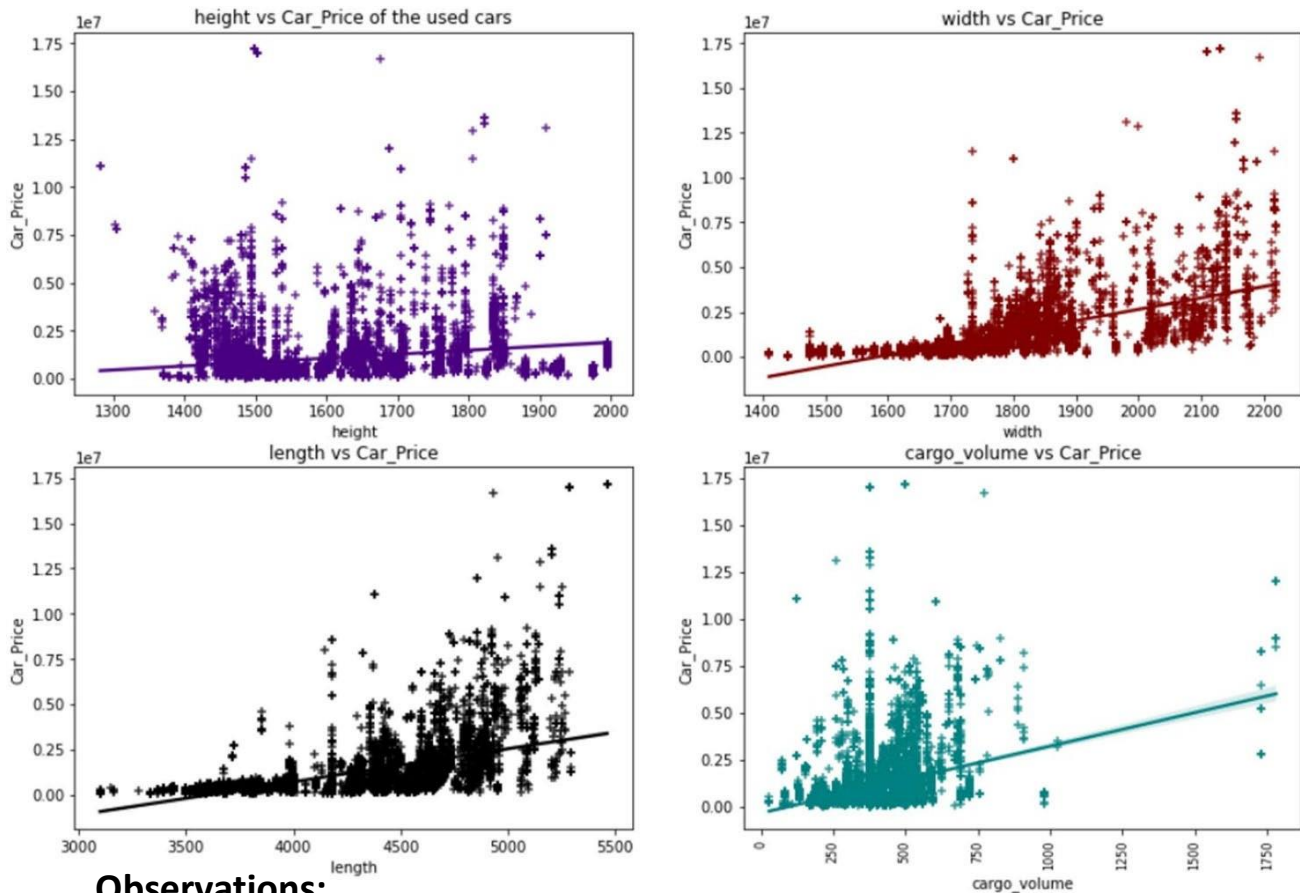 height vs Car_Price of the used cars
1e7
1.75
1.50
1.25
1.00
0.75
0.50
0.25
0.00
Car_Price
1300 1400 1500 1600 1700 1800 1900 2000
height
width vs Car_Price
1e7
1.75
1.50
1.25
1.00
0.75
0.50
0.25
0.00
Car_Price
1400 1500 1600 1700 1800 1900 2000 2100 2200
width
length vs Car_Price
1e7
1.75
1.50
1.25
1.00
0.75
0.50
0.25
0.00
Car_Price
3000 3500 4000 4500 5000 5500
length
cargo_volume vs Car_Price
1e7
1.75
1.50
1.25
1.00
0.75
0.50
0.25
0.00
Car_Price
0 250 500 750 1000 1250 1500 1750
cargo_volume
Observations: